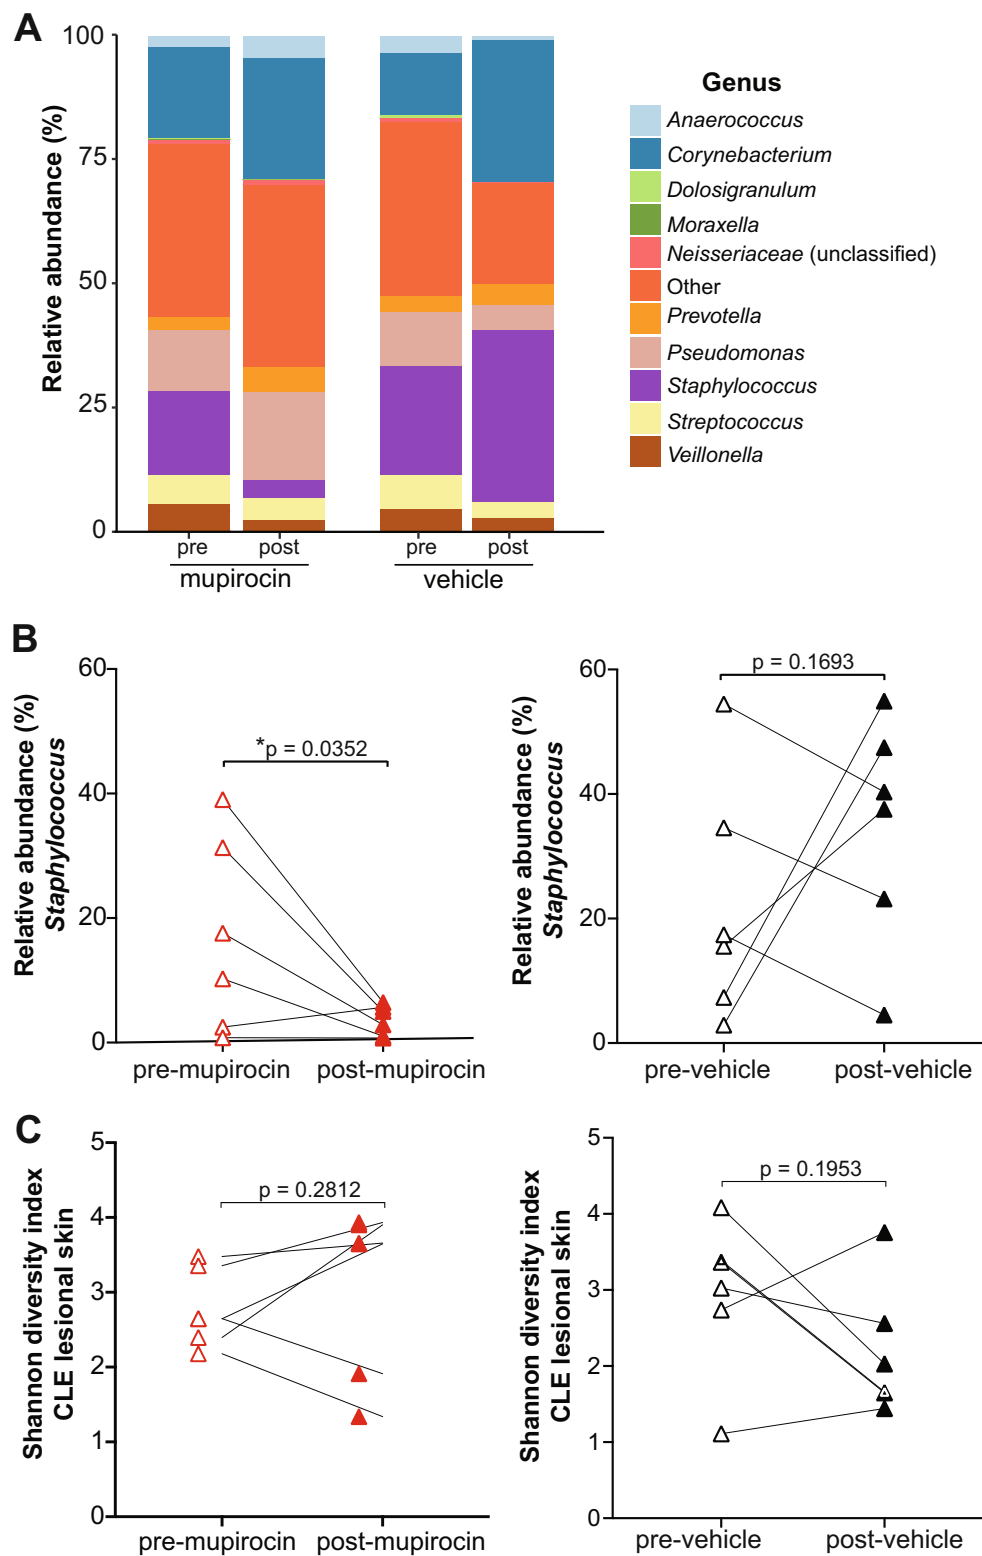 A
Relative abundance (%)
100
75
50
25
0
pre
post
pre
post
mupirocin
vehicle
Genus
Anaerococcus
Corynebacterium
Dolosigranulum
Moraxella
Neisseriaceae (unclassified)
Other
Prevotella
Pseudomonas
Staphylococcus
Streptococcus
Veillonella
B
Relative abundance (%)
Staphylococcus
60
40
20
0
*p = 0.0352
pre-mupirocin
post-mupirocin
Relative abundance (%)
Staphylococcus
60
40
20
0
p = 0.1693
pre-vehicle
post-vehicle
C
Shannon diversity index
CLE lesional skin
5
4
3
2
1
0
p = 0.2812
pre-mupirocin
post-mupirocin
Shannon diversity index
CLE lesional skin
5
4
3
2
1
0
p = 0.1953
pre-vehicle
post-vehicle